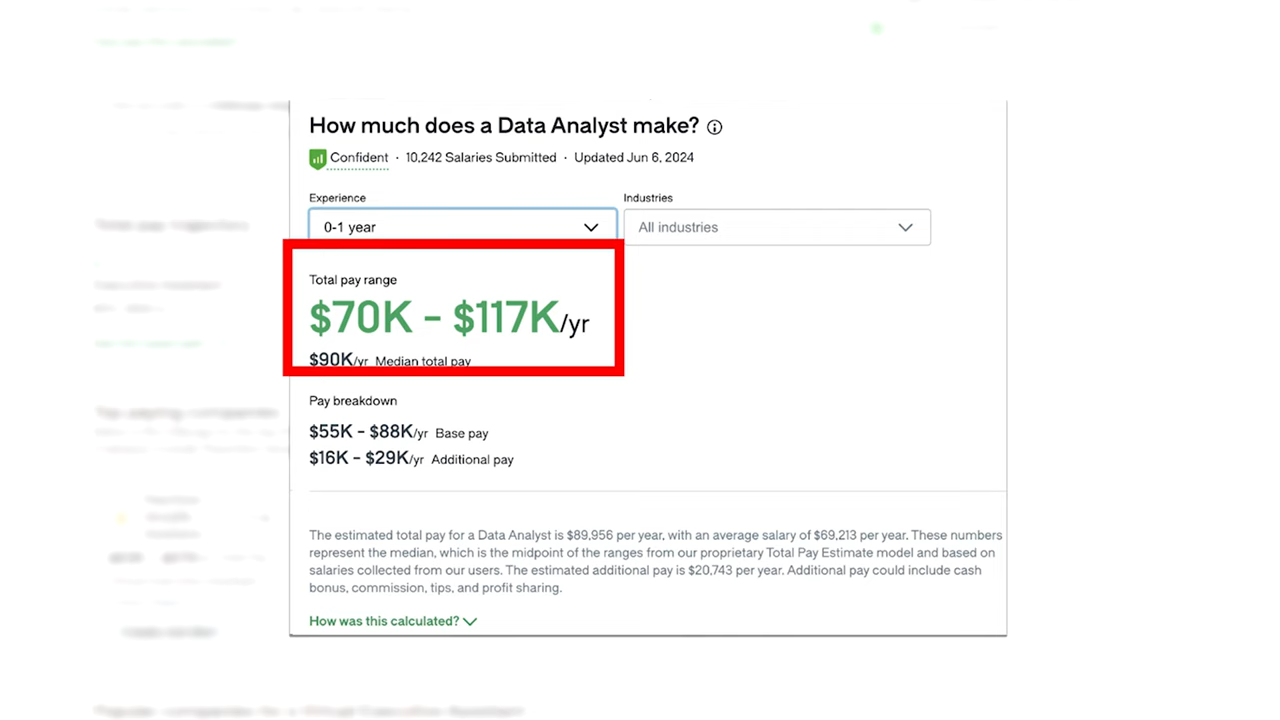 How much does a Data Analyst make?
Confident · 10,242 Salaries Submitted · Updated Jun 6, 2024
Experience
Industries
0-1 year
All industries
Total pay range
$70K - $117K/yr
$90K/yr Median total pay
Pay breakdown
$55K - $88K/yr Base pay
$16K - $29K/yr Additional pay
The estimated total pay for a Data Analyst is $89,956 per year, with an average salary of $69,213 per year. These numbers
represent the median, which is the midpoint of the ranges from our proprietary Total Pay Estimate model and based on
salaries collected from our users. The estimated additional pay is $20,743 per year. Additional pay could include cash
bonus, commission, tips, and profit sharing.
How was this calculated?